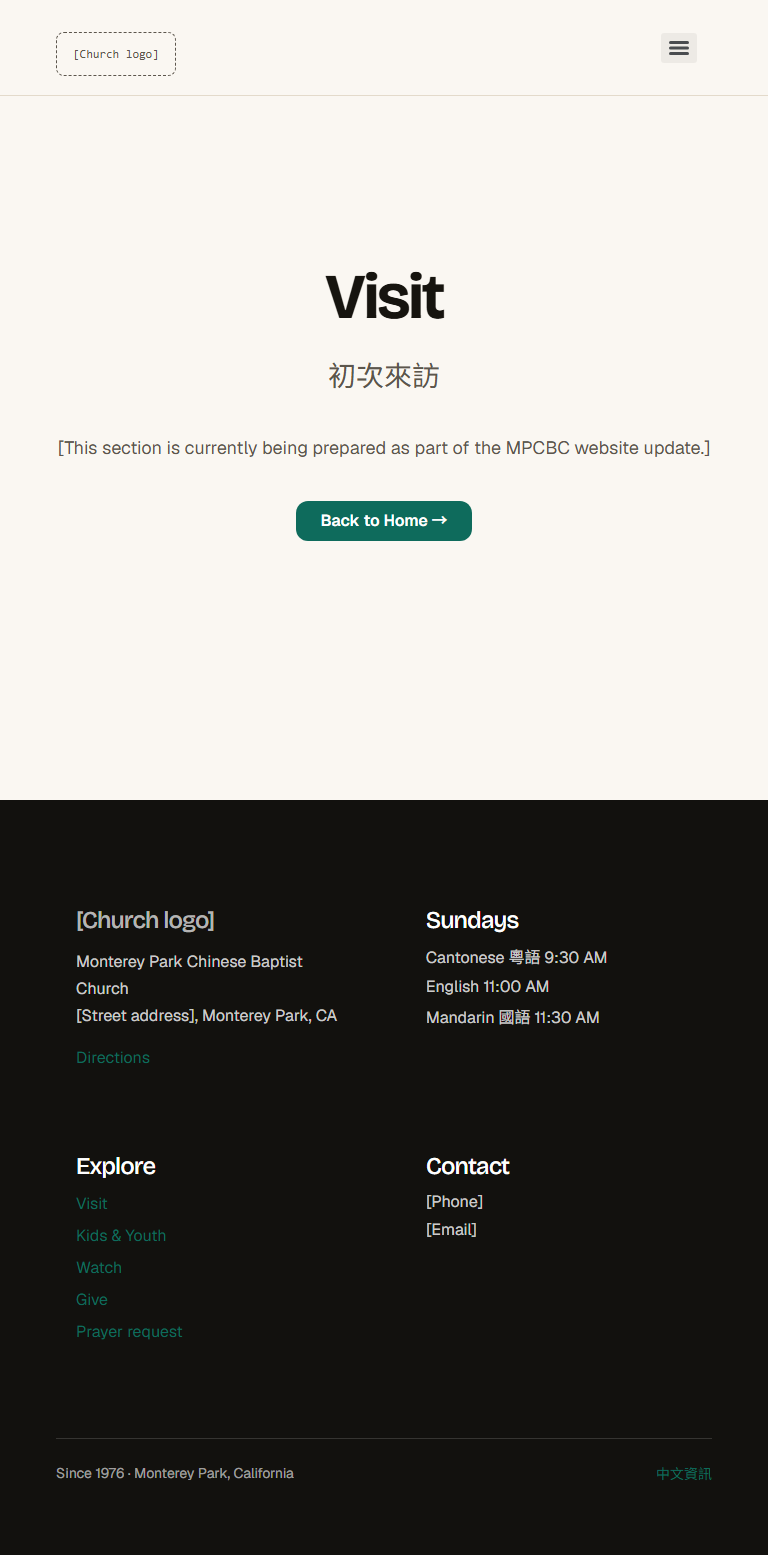 [Church logo]
Visit
初次來訪
[This section is currently being prepared as part of the MPCBC website update.]
Back to Home →
[Church logo]
Monterey Park Chinese Baptist
Church
[Street address], Monterey Park, CA
Directions
Sundays
Cantonese 粵語 9:30 AM
English 11:00 AM
Mandarin 國語 11:30 AM
Explore
Visit
Kids & Youth
Watch
Give
Prayer request
Contact
[Phone]
[Email]
Since 1976 · Monterey Park, California
中文資訊